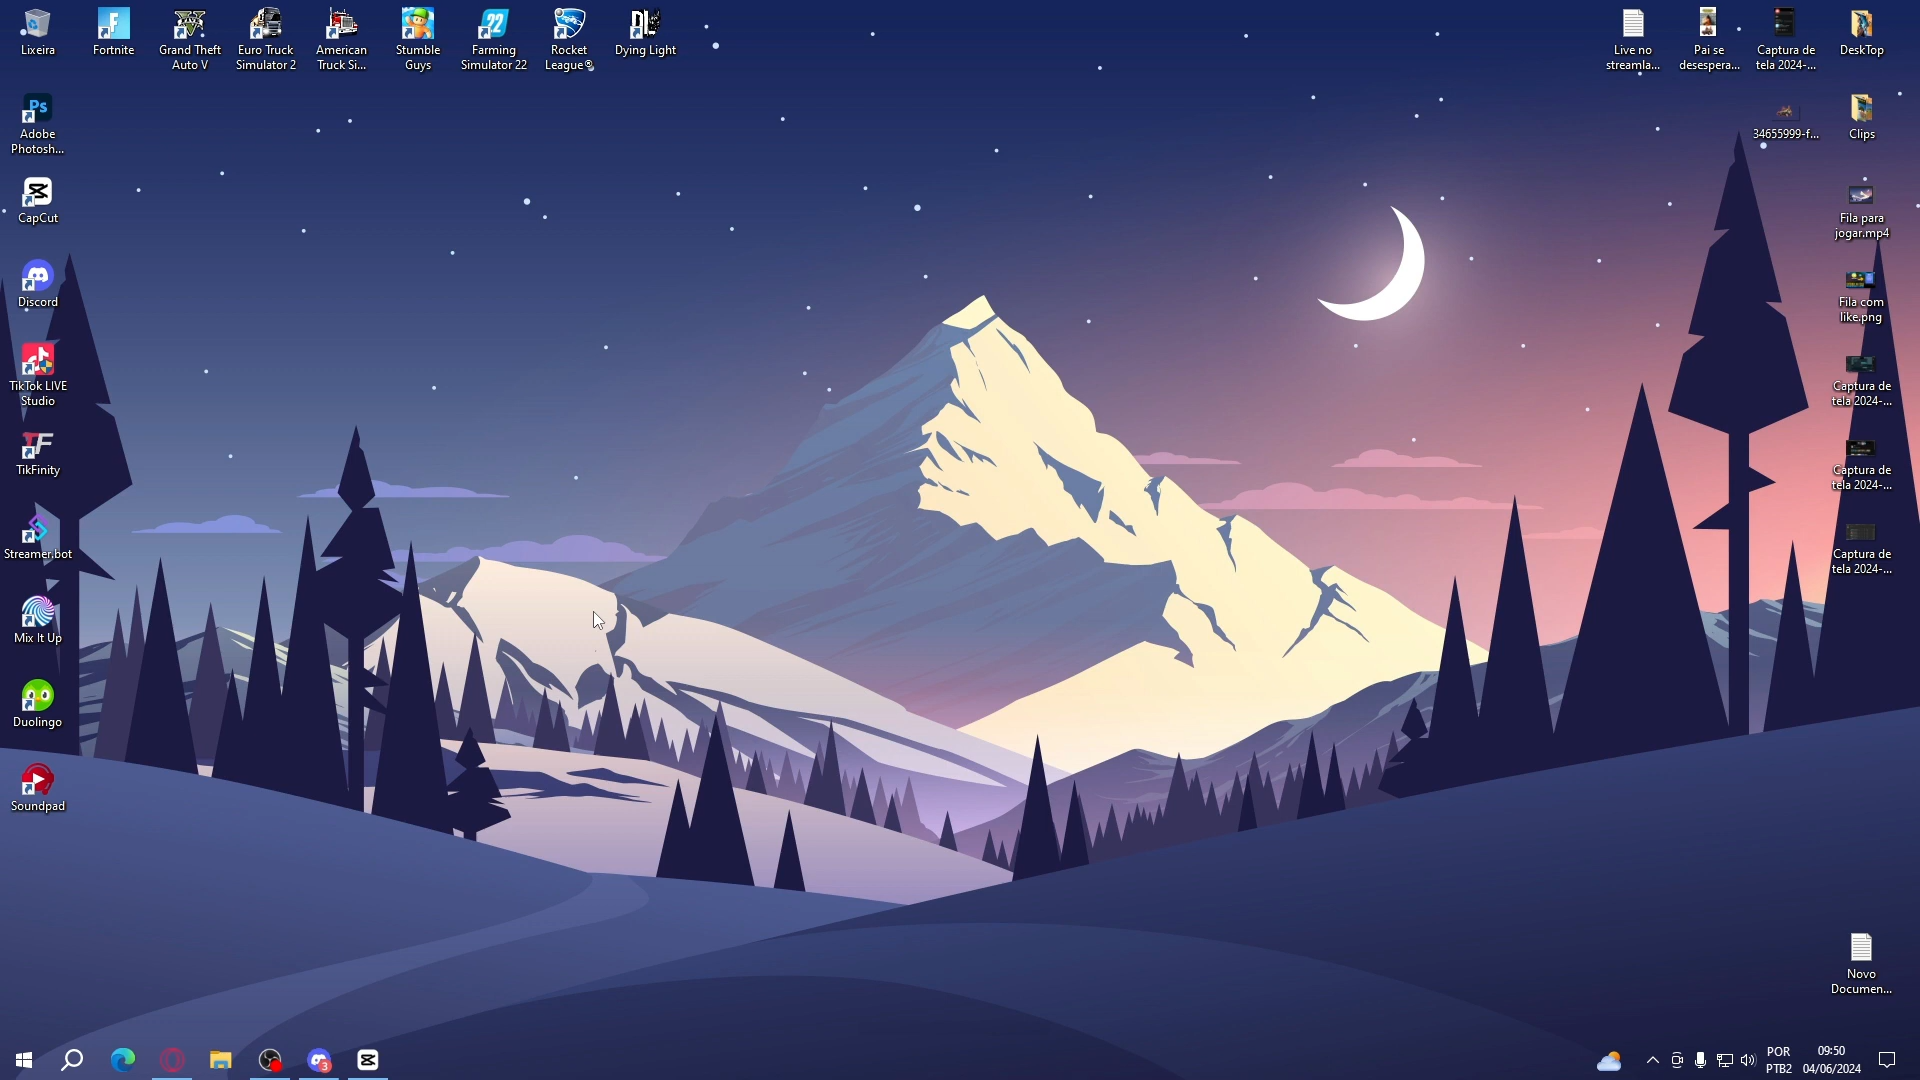 Lixeira
Fortnite
Grand Theft
Auto V
Euro Truck
Simulator 2
American
Truck Si...
Stumble
Guys
Farming
Simulator 22
Rocket
League®
Dying Light
Live no
streamla...
Pai se
desespera...
Captura de
tela 2024-...
DeskTop
Adobe
Photosh...
34655999-f...
Clips
CapCut
Fila para
jogar.mp4
Discord
Fila com
like.png
TikTok LIVE
Studio
Captura de
tela 2024-...
TikFinity
Captura de
tela 2024-...
Streamer.bot
Captura de
tela 2024-...
Mix It Up
Duolingo
Soundpad
Novo
Documen...
3
POR
PTB2
09:50
04/06/2024
Ps
22